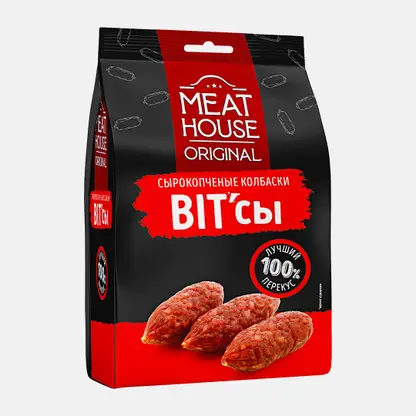 MEAT
HOUSE
ORIGINAL
СЫРОКОПЧЕНЫЕ КОЛБАСКИ
BIT'сы
ЛУЧШИЙ
100%
ПЕРЕКУС